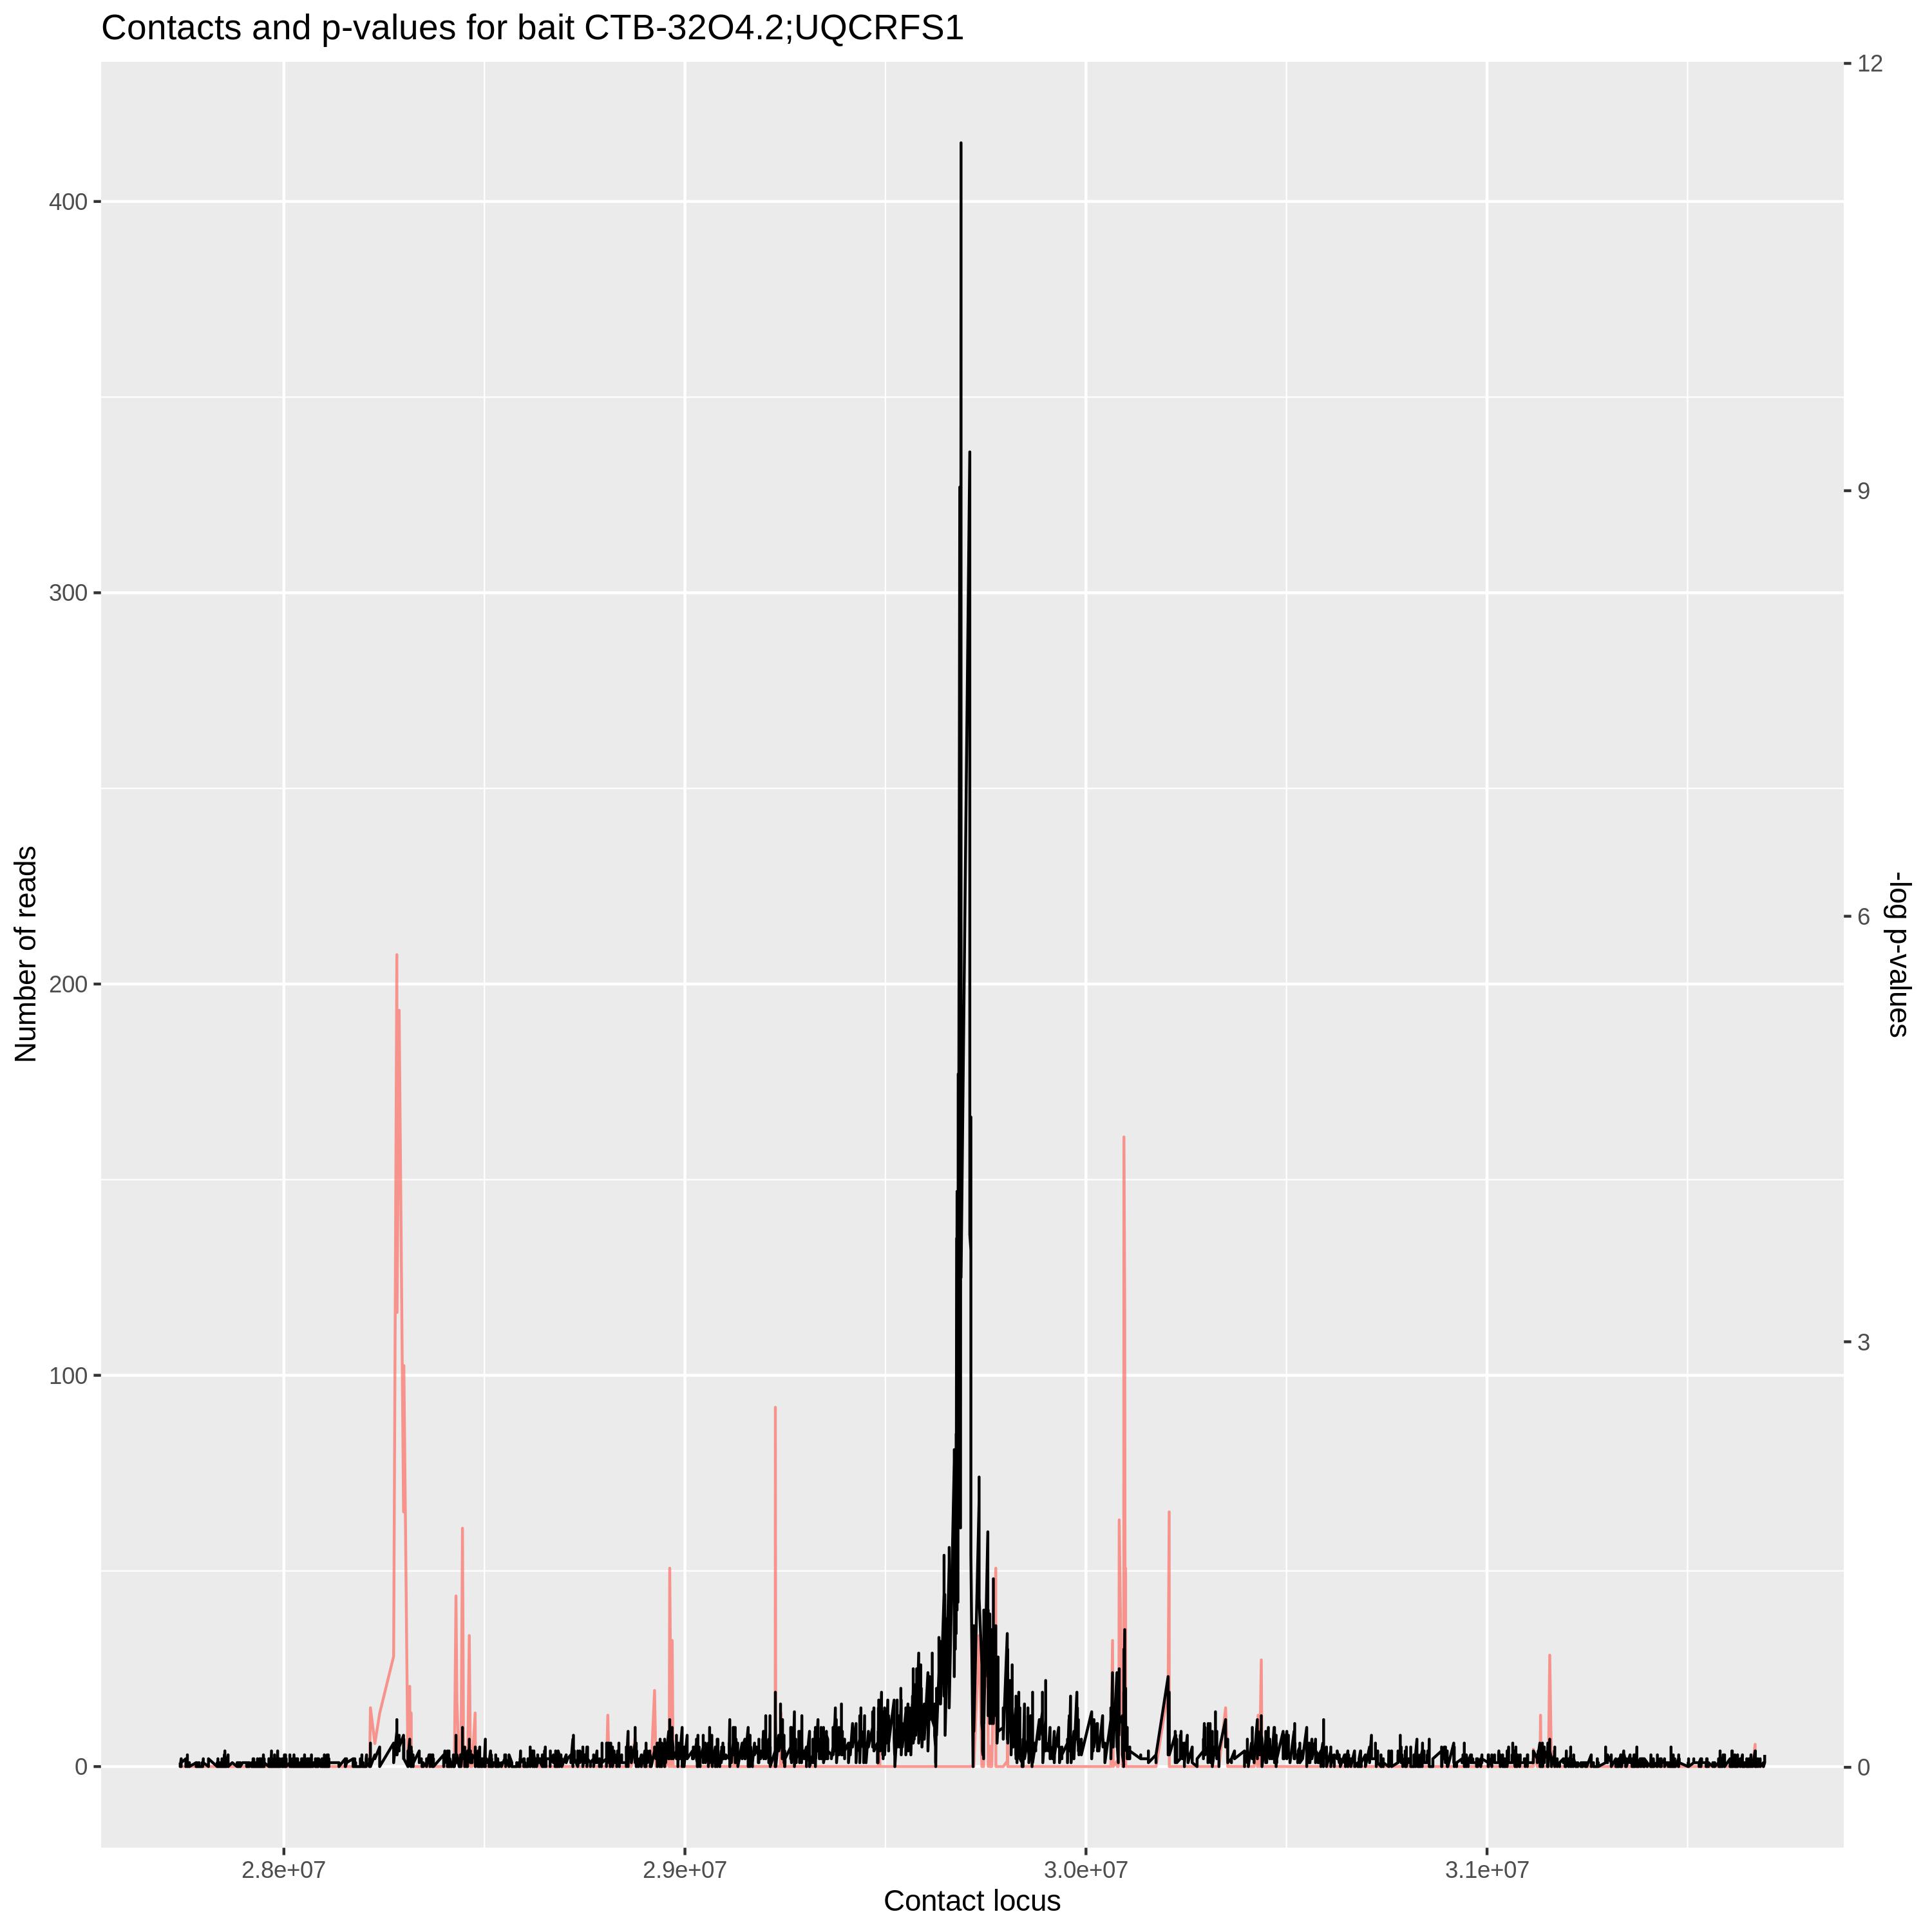 Contacts and p-values for bait CTB-32O4.2;UQCRFS1
Number of reads
400
300
200
100
0
12
9
6
3
0
-log p-values
2.8e+07
2.9e+07
3.0e+07
3.1e+07
Contact locus